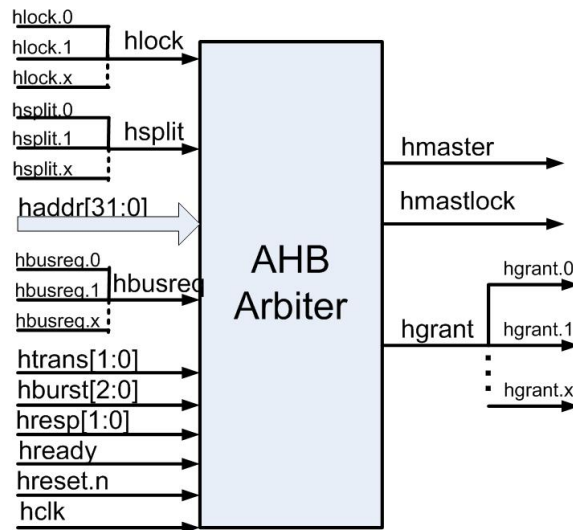 hlock.0
hlock.1
hlock.x
hlock
hsplit.0
hsplit.1
hsplit.x
hsplit
haddr[31:0]
hbusreq.0
hbusreq.1
hbusreq.x
hbusreq
htrans[1:0]
hburst[2:0]
hresp[1:0]
hready
hreset.n
hclk
AHB
Arbiter
hmaster
hmastlock
hgrant
hgrant.0
hgrant.1
hgrant.x